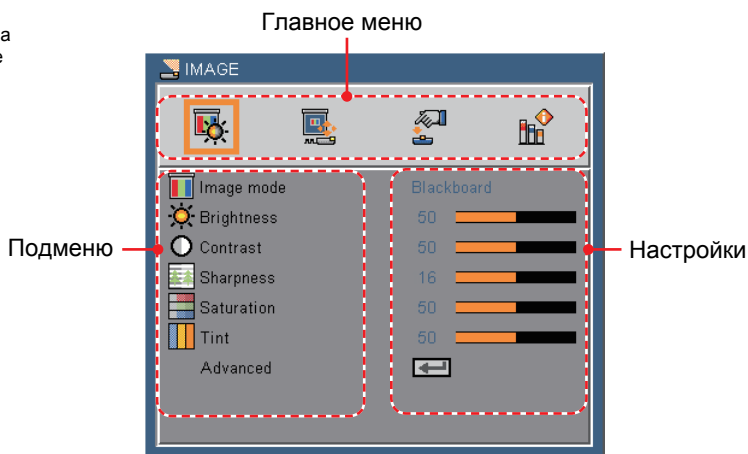 Главное меню
а
е
IMAGE
Image mode Blackboard
Brightness 50
Contrast 50
Sharpness 16
Saturation 50
Tint 50
Advanced
Подменю
Настройки